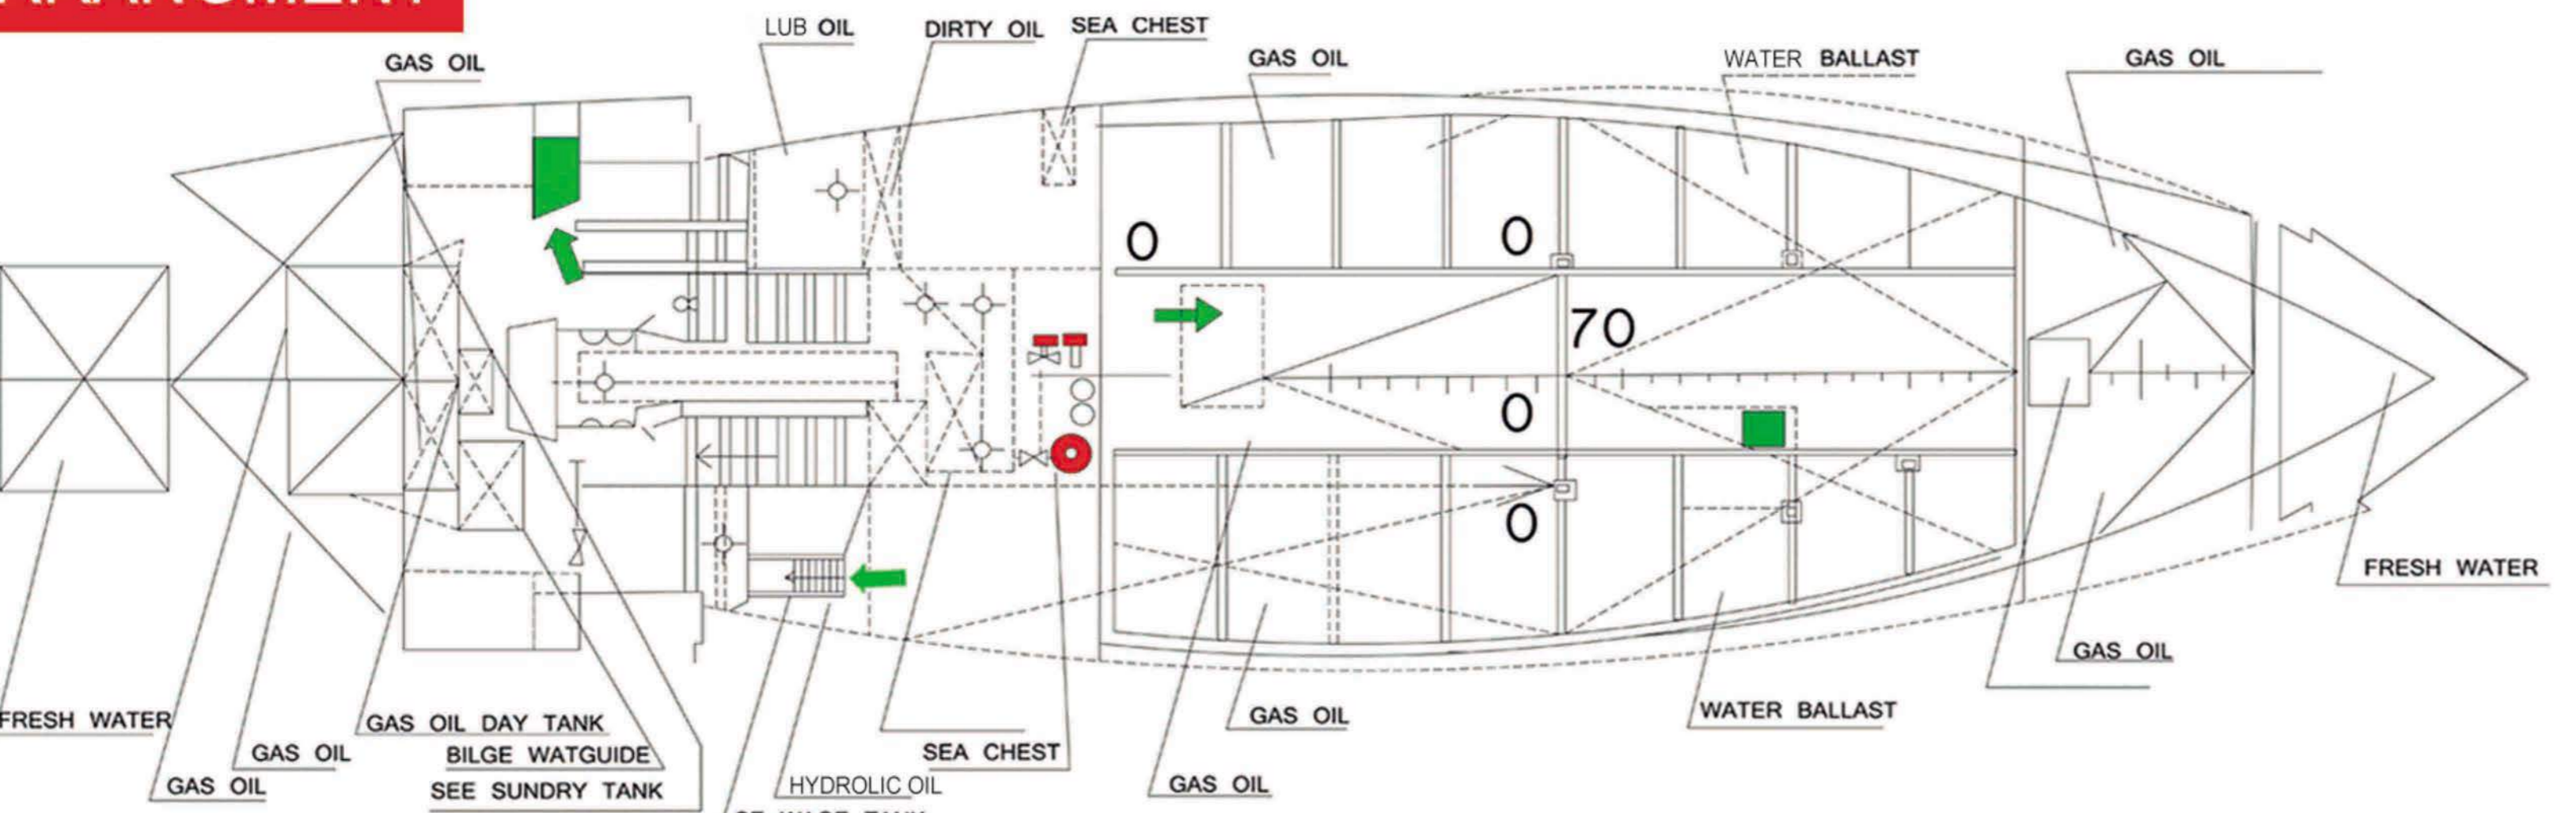 LUB OIL
DIRTY OIL
SEA CHEST
GAS OIL
GAS OIL
WATER BALLAST
GAS OIL
0
0
70
0
0
FRESH WATER
GAS OIL
FRESH WATER
GAS OIL DAY TANK
GAS OIL
WATER BALLAST
GAS OIL
BILGE WATGUIDE
SEA CHEST
GAS OIL
SEE SUNDRY TANK
HYDROLIC OIL
GAS OIL